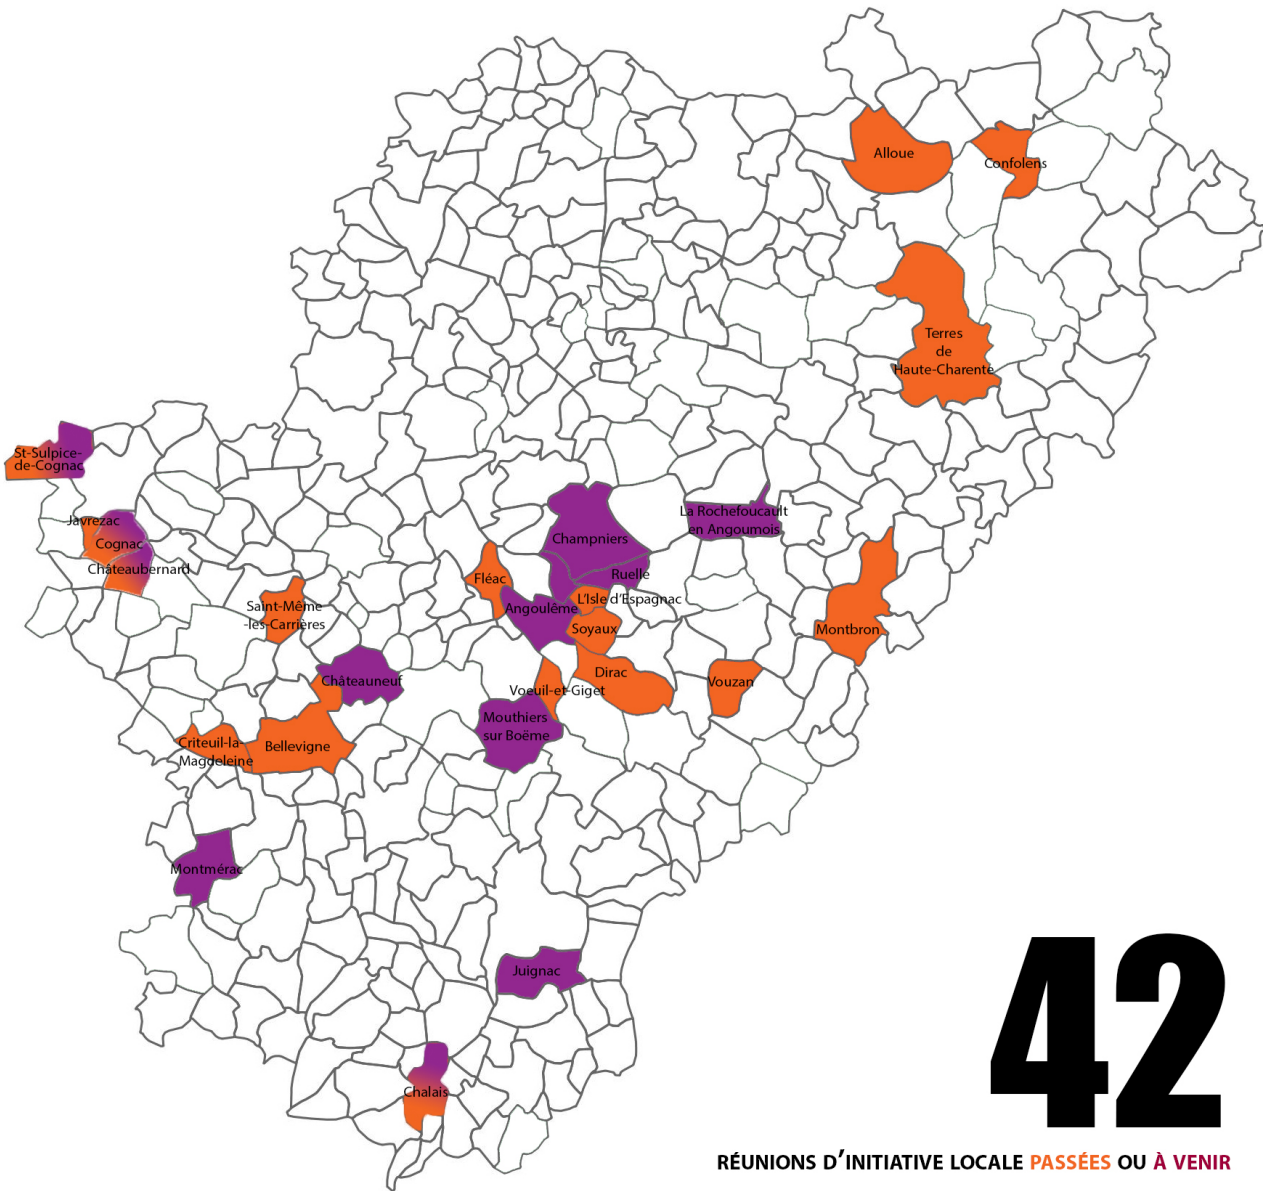 Alloue
Confolens
Terres
de
Haute-Charente
St-Sulpice-
de-Cognac
Javrezac
Cognac
Châteaubernard
La Rochefoucault
en Angoumois
Champniers
Ruelle
Fléac
L'Isle d'Espagnac
Angoulême
Soyaux
Saint-Même
-les-Carrières
Montbron
Dirac
Vouzan
Châteauneuf
Voeuil-et-Giget
Mouthiers
sur Boëme
Criteuil-la-
Magdeleine
Bellevigne
Montmérac
Juignac
Chalais
42
RÉUNIONS D'INITIATIVE LOCALE PASSÉES OU À VENIR